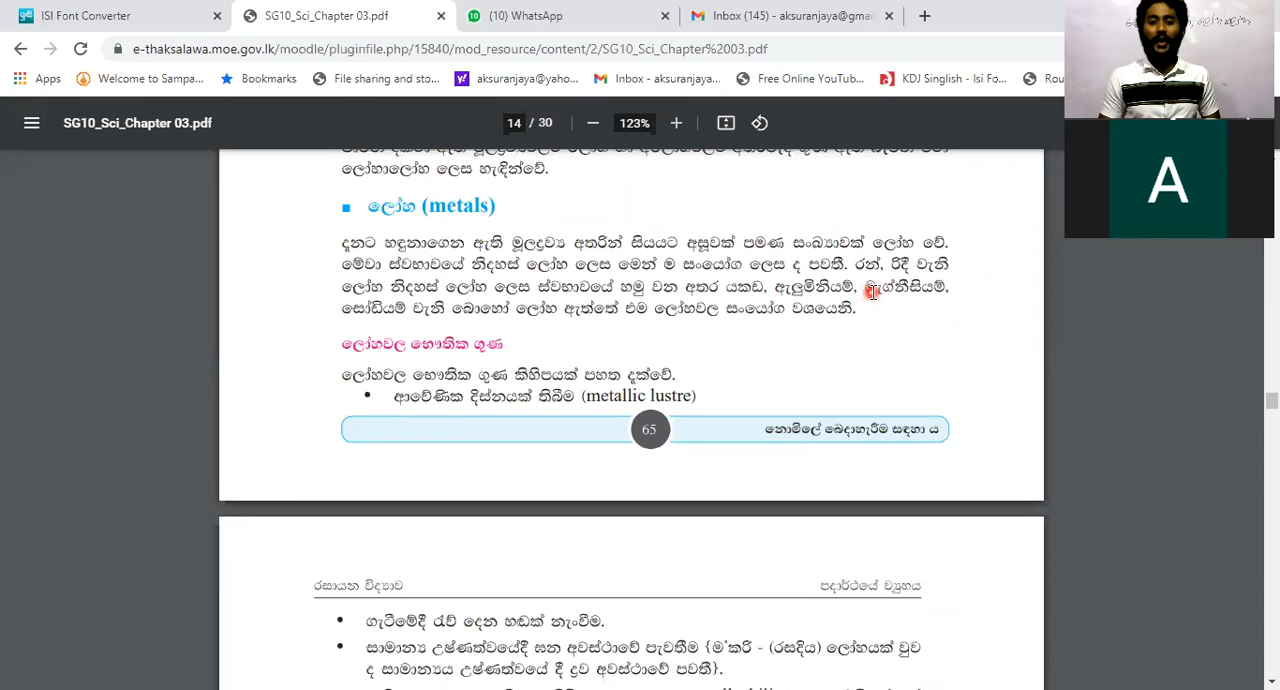 ISI Font Converter
SG10_Sci_Chapter 03.pdf
(10) WhatsApp
Inbox (145) - aksuranjaya@gmai
e-thaksalawa.moe.gov.lk/moodle/pluginfile.php/15840/mod_resource/content/2/SG10_Sci_Chapter%2003.pdf
Apps
Welcome to Sampa...
Bookmarks
File sharing and sto...
aksuranjaya@yaho...
Inbox - aksuranjay...
Free Online YouTub...
KDJ Singlish - Isi Fo...
Rou
SG10_Sci_Chapter 03.pdf
14 / 30
123%
A
ලෝහාලෝහ ලෙස හැඳින්වේ.
ලෝහ (metals)
දැනට හඳුනාගෙන ඇති මූලද්‍රව්‍ය අතරින් සියයට අසූවක් පමණ සංඛ්‍යාවක් ලෝහ වේ.
මේවා ස්වභාවයේ නිදහස් ලෝහ ලෙස මෙන් ම සංයෝග ලෙස ද පවතී. රන්, රිදී වැනි
ලෝහ නිදහස් ලෝහ ලෙස ස්වභාවයේ හමු වන අතර යකඩ, ඇලුමිනියම්, මැග්නීසියම්,
සෝඩියම් වැනි බොහෝ ලෝහ ඇත්තේ එම ලෝහවල සංයෝග වශයෙනි.
ලෝහවල භෞතික ගුණ
ලෝහවල භෞතික ගුණ කිහිපයක් පහත දැක්වේ.
• ආවේණික දිස්නයක් තිබීම (metallic lustre)
65
නොමිලේ බෙදාහැරීම සඳහා ය
රසායන විද්‍යාව
පදාර්ථයේ ව්‍යුහය
• ගැටීමේදී රැව් දෙන හඬක් නැංවීම.
• සාමාන්‍ය උෂ්ණත්වයේදී ඝන අවස්ථාවේ පැවතීම {ම'කරි - (රසදිය) ලෝහයක් වුව
ද සාමාන්‍යය උෂ්ණත්වයේ දී ද්‍රව අවස්ථාවේ පවතී}.